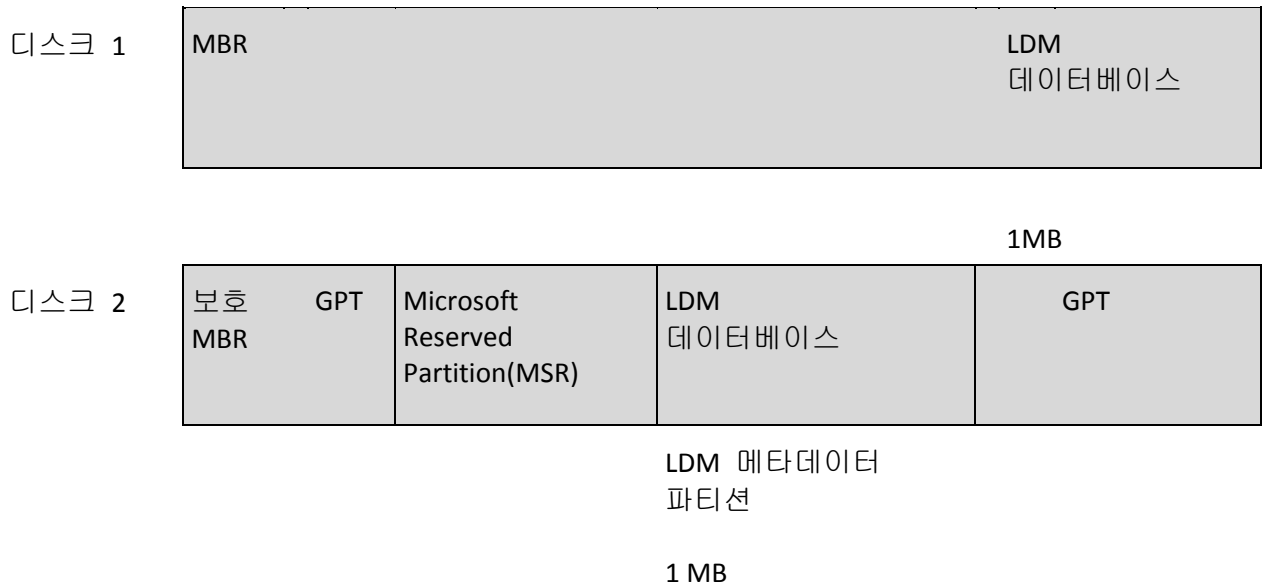 디스크 1
MBR
LDM
데이터베이스
1MB
디스크 2
보호 GPT
MBR
Microsoft
Reserved
Partition(MSR)
LDM
데이터베이스
GPT
LDM 메타데이터
파티션
1 MB